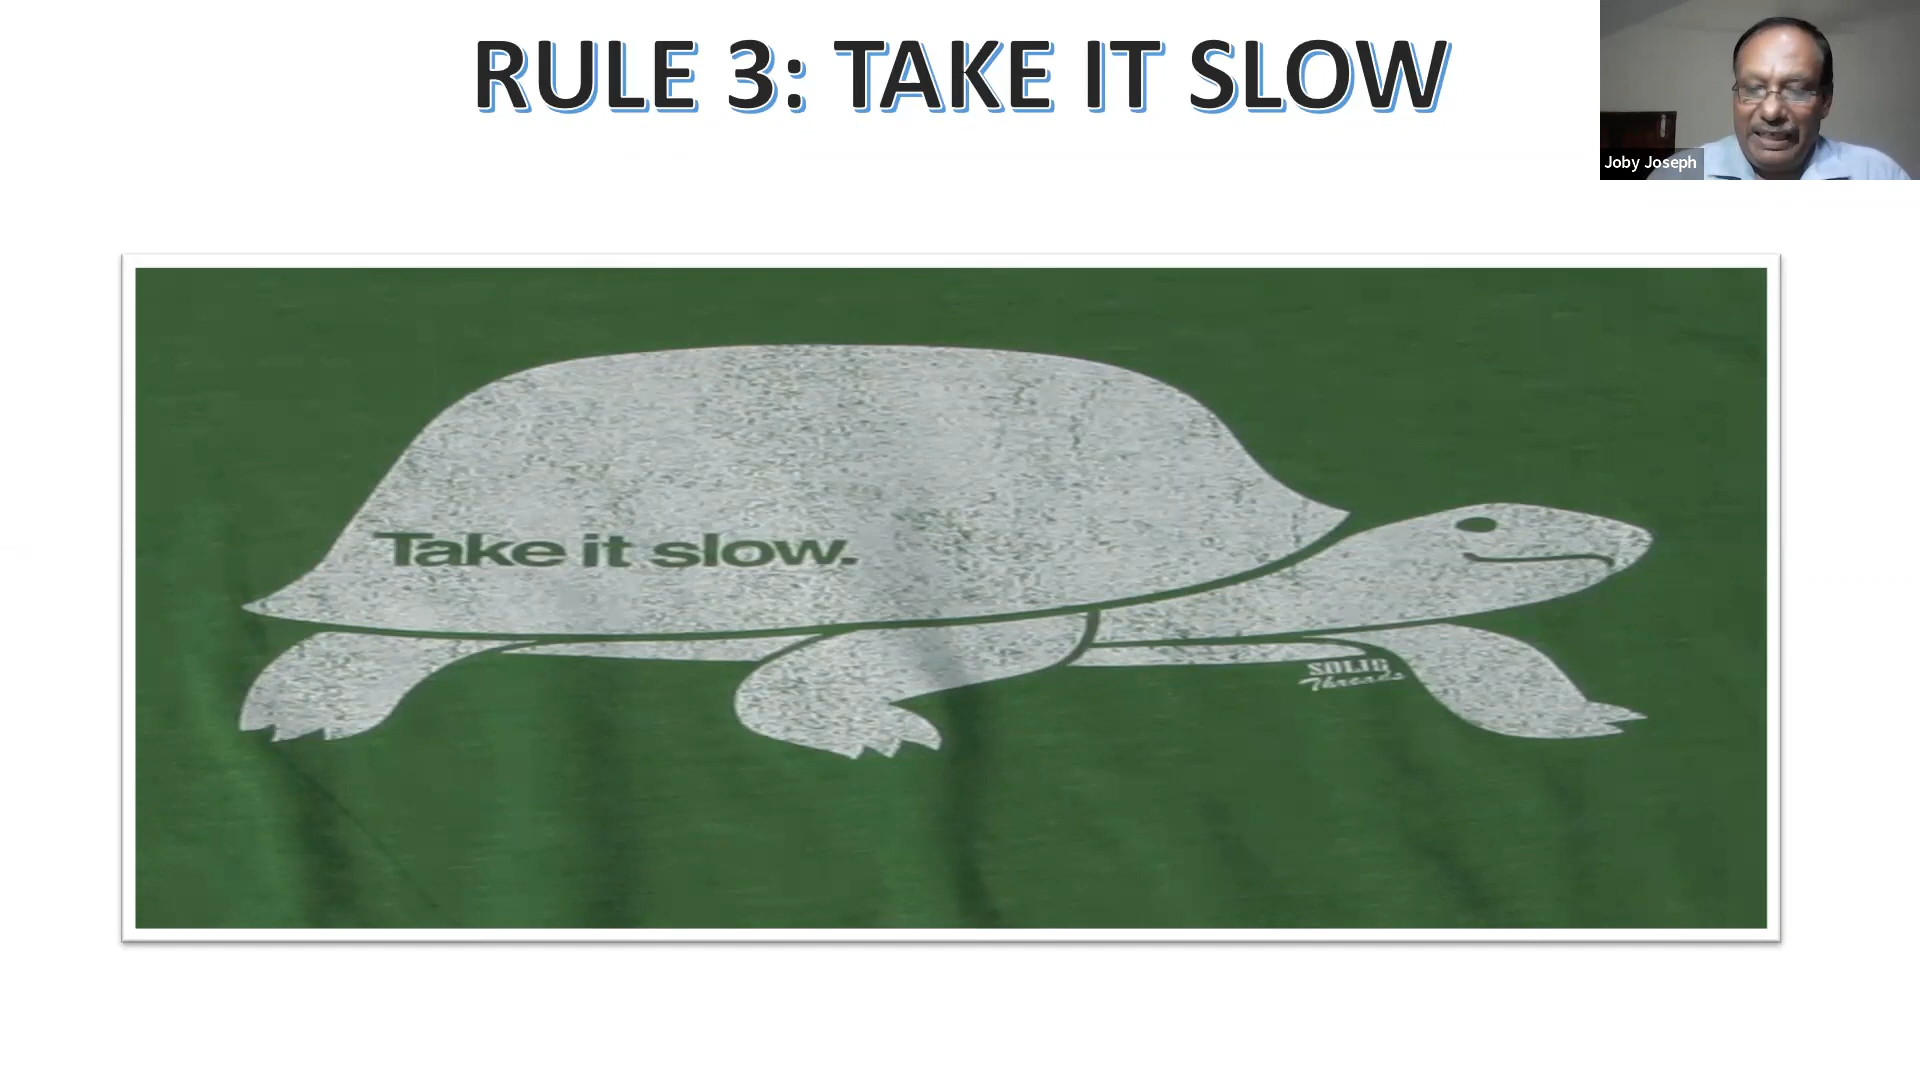 RULE 3: TAKE IT SLOW
Joby Joseph
Take it slow.
SOLID
Threads